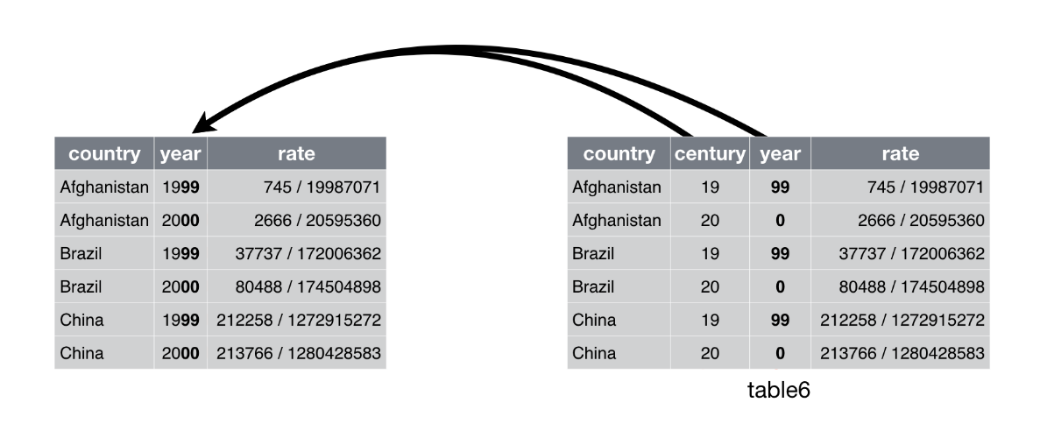 country year rate
Afghanistan 1999 745 / 19987071
Afghanistan 2000 2666 / 20595360
Brazil 1999 37737 / 172006362
Brazil 2000 80488 / 174504898
China 1999 212258 / 1272915272
China 2000 213766 / 1280428583
country century year rate
Afghanistan 19 99 745 / 19987071
Afghanistan 20 0 2666 / 20595360
Brazil 19 99 37737 / 172006362
Brazil 20 0 80488 / 174504898
China 19 99 212258 / 1272915272
China 20 0 213766 / 1280428583
table6